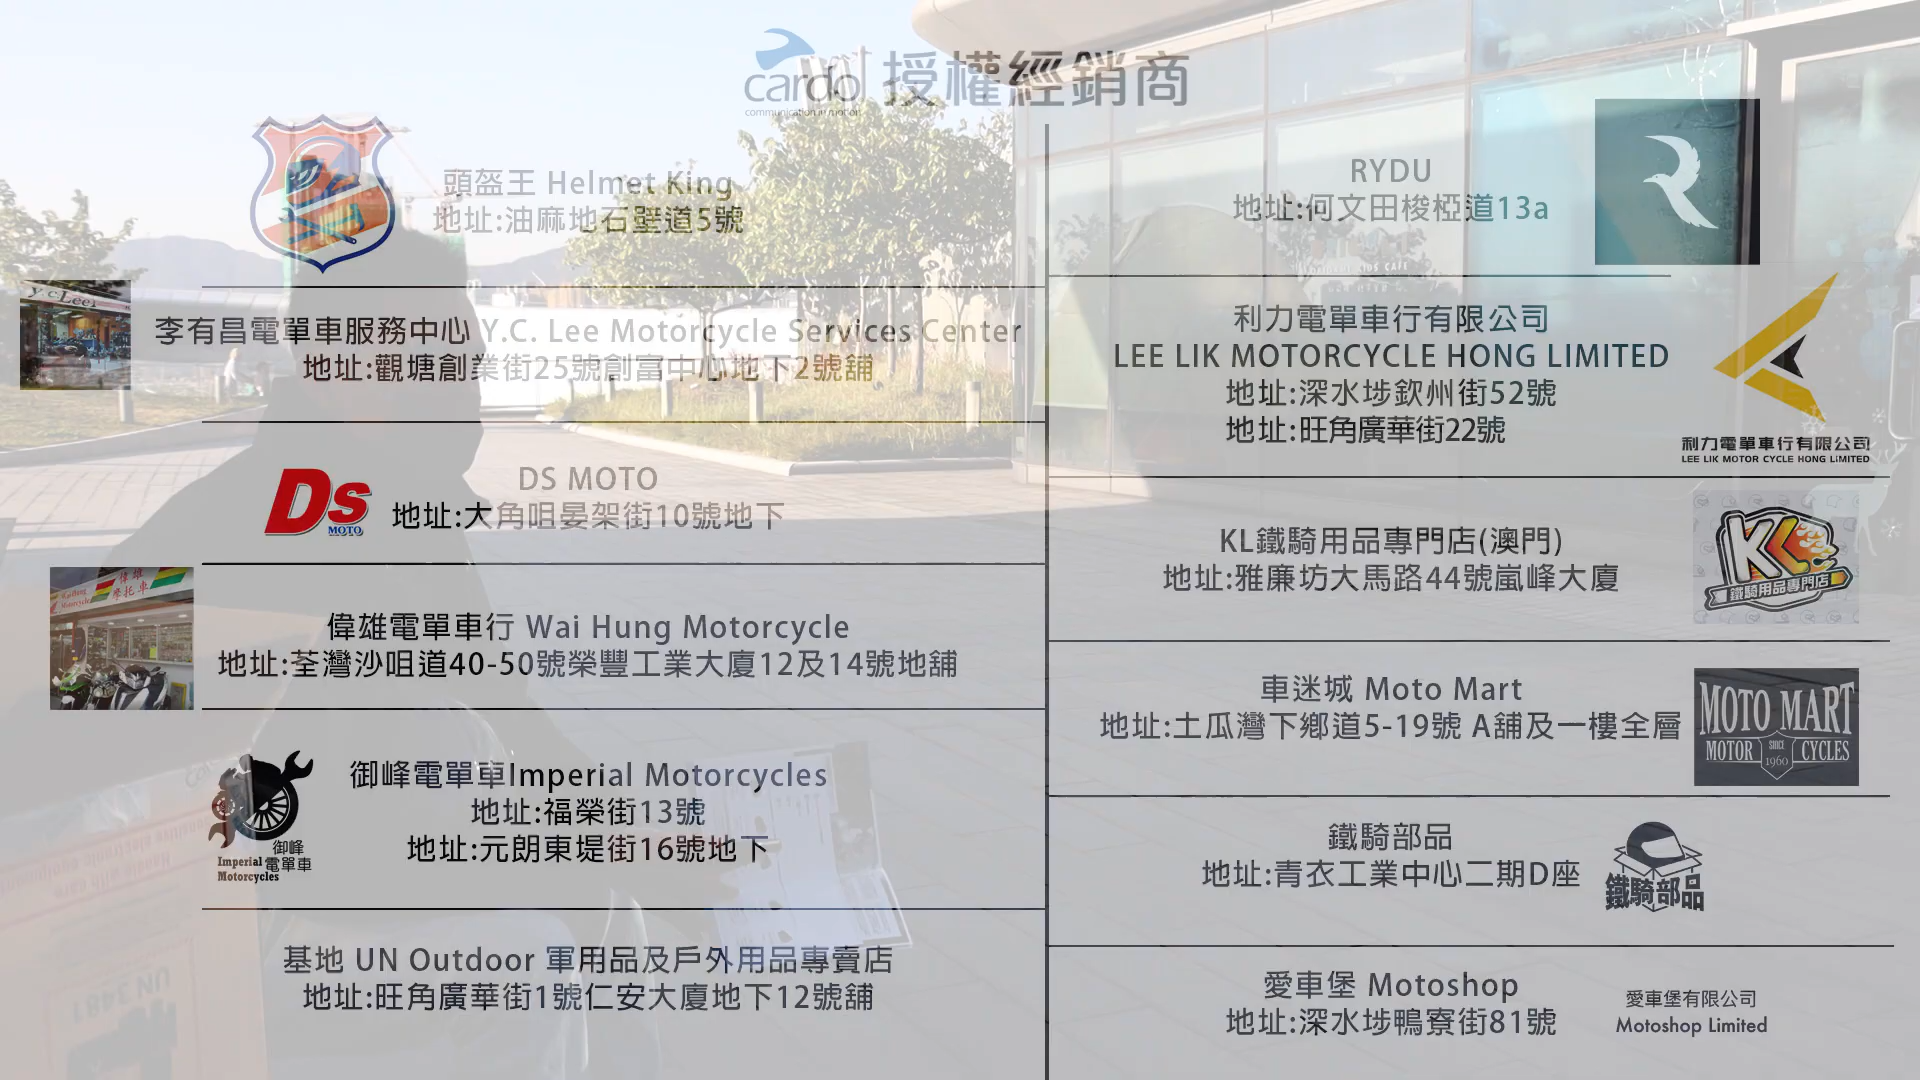 cardo
communication in motion
授權經銷商
頭盔王 Helmet King
地址:油麻地石壁道5號
y.c.Lee
李有昌電單車服務中心 Y.C. Lee Motorcycle Services Center
地址:觀塘創業街25號創富中心地下2號舖
Ds
MOTO
DS MOTO
地址:大角咀晏架街10號地下
偉雄
摩托車
偉雄電單車行 Wai Hung Motorcycle
地址:荃灣沙咀道40-50號榮豐工業大廈12及14號地舖
御峰
電單車
Imperial
Motorcycles
御峰電單車Imperial Motorcycles
地址:福榮街13號
地址:元朗東堤街16號地下
基地 UN Outdoor 軍用品及戶外用品專賣店
地址:旺角廣華街1號仁安大廈地下12號舖
RYDU
地址:何文田梭椏道13a
利力電單車行有限公司
LEE LIK MOTORCYCLE HONG LIMITED
地址:深水埗欽州街52號
地址:旺角廣華街22號
利力電單車行有限公司
LEE LIK MOTOR CYCLE HONG LIMITED
KL鐵騎用品專門店(澳門)
地址:雅廉坊大馬路44號嵐峰大廈
KL
鐵騎用品專門店
車迷城 Moto Mart
地址:土瓜灣下鄉道5-19號 A舖及一樓全層
MOTO MART
MOTOR SINCE 1960 CYCLES
鐵騎部品
地址:青衣工業中心二期D座
鐵騎部品
愛車堡 Motoshop
地址:深水埗鴨寮街81號
愛車堡有限公司
Motoshop Limited
UN 3481